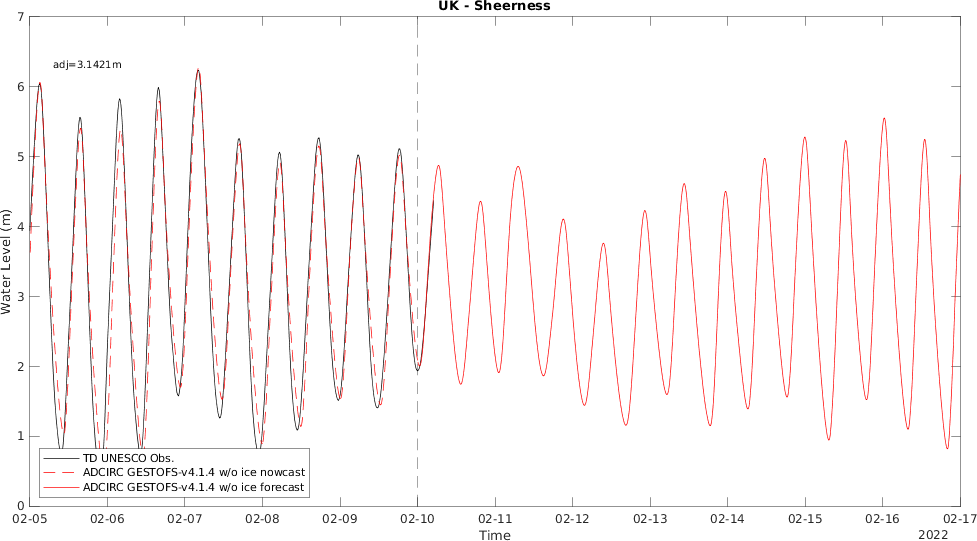 UK - Sheerness
adj=3.1421m
Water Level (m)
7
6
5
4
3
2
1
0
TD UNESCO Obs.
ADCIRC GESTOFS-v4.1.4 w/o ice nowcast
ADCIRC GESTOFS-v4.1.4 w/o ice forecast
02-05 02-06 02-07 02-08 02-09 02-10 02-11 02-12 02-13 02-14 02-15 02-16 02-17
Time
2022